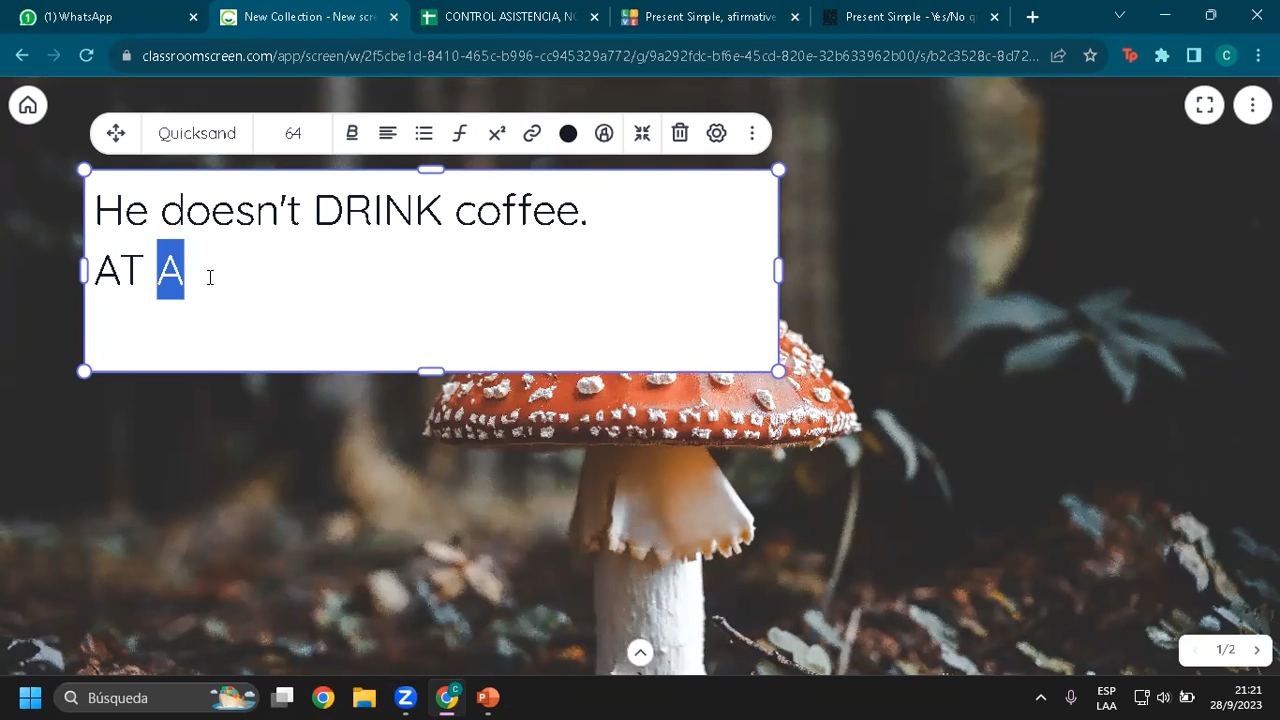 (1) WhatsApp
New Collection - New scre
CONTROL ASISTENCIA, NO
Present Simple, afirmative
Present Simple - Yes/No q
classroomscreen.com/app/screen/w/2f5cbe1d-8410-465c-b996-cc945329a772/g/9a292fdc-bf6e-45cd-820e-32b633962b00/s/b2c3528c-8d72...
Quicksand
64
He doesn't DRINK coffee.
AT A
1/2
Búsqueda
ESP
LAA
21:21
28/9/2023